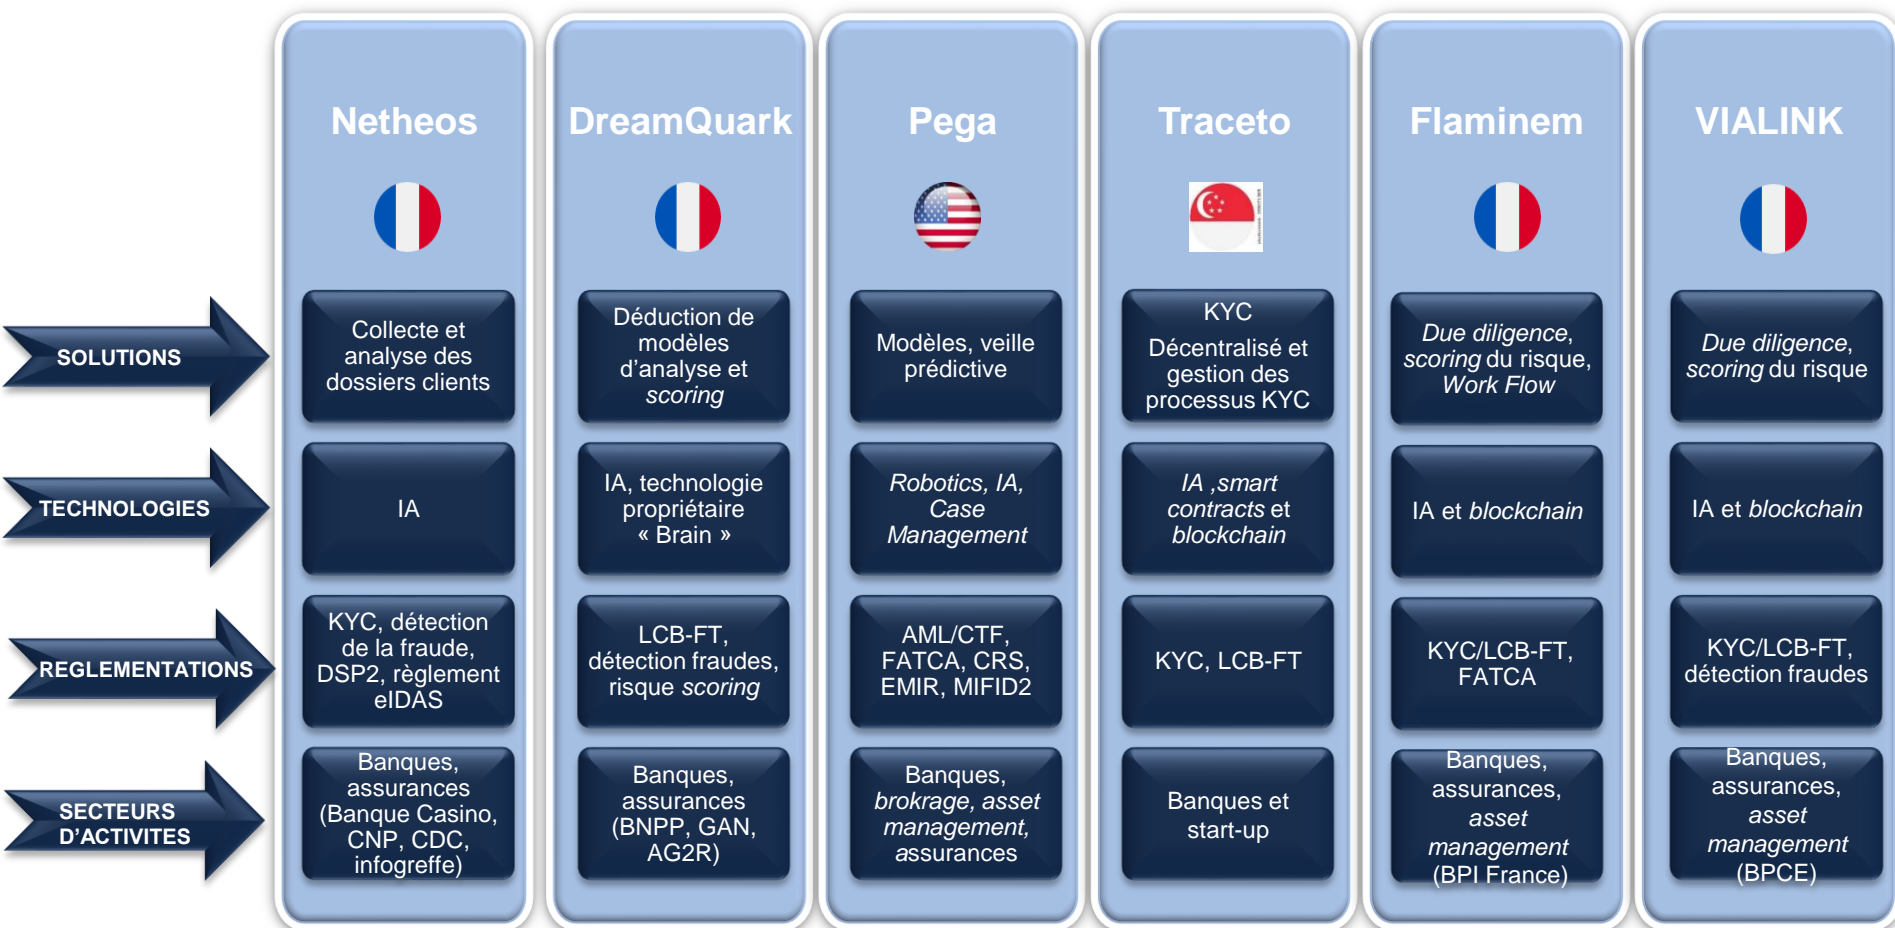 Netheos
DreamQuark
Pega
Traceto
Flaminem
VIALINK
SOLUTIONS
Collecte et
analyse des
dossiers clients
Déduction de
modèles
d'analyse et
scoring
Modèles, veille
prédictive
KYC
Décentralisé et
gestion des
processus KYC
Due diligence,
scoring du risque,
Work Flow
Due diligence,
scoring du risque
TECHNOLOGIES
IA
IA, technologie
propriétaire
« Brain »
Robotics, IA,
Case
Management
IA ,smart
contracts et
blockchain
IA et blockchain
IA et blockchain
REGLEMENTATIONS
KYC, détection
de la fraude,
DSP2, règlement
eIDAS
LCB-FT,
détection fraudes,
risque scoring
AML/CTF,
FATCA, CRS,
EMIR, MIFID2
KYC, LCB-FT
KYC/LCB-FT,
FATCA
KYC/LCB-FT,
détection fraudes
SECTEURS
D'ACTIVITES
Banques,
assurances
(Banque Casino,
CNP, CDC,
infogreffe)
Banques,
assurances
(BNPP, GAN,
AG2R)
Banques,
brokrage, asset
management,
assurances
Banques et
start-up
Banques,
assurances,
asset
management
(BPI France)
Banques,
assurances,
asset
management
(BPCE)